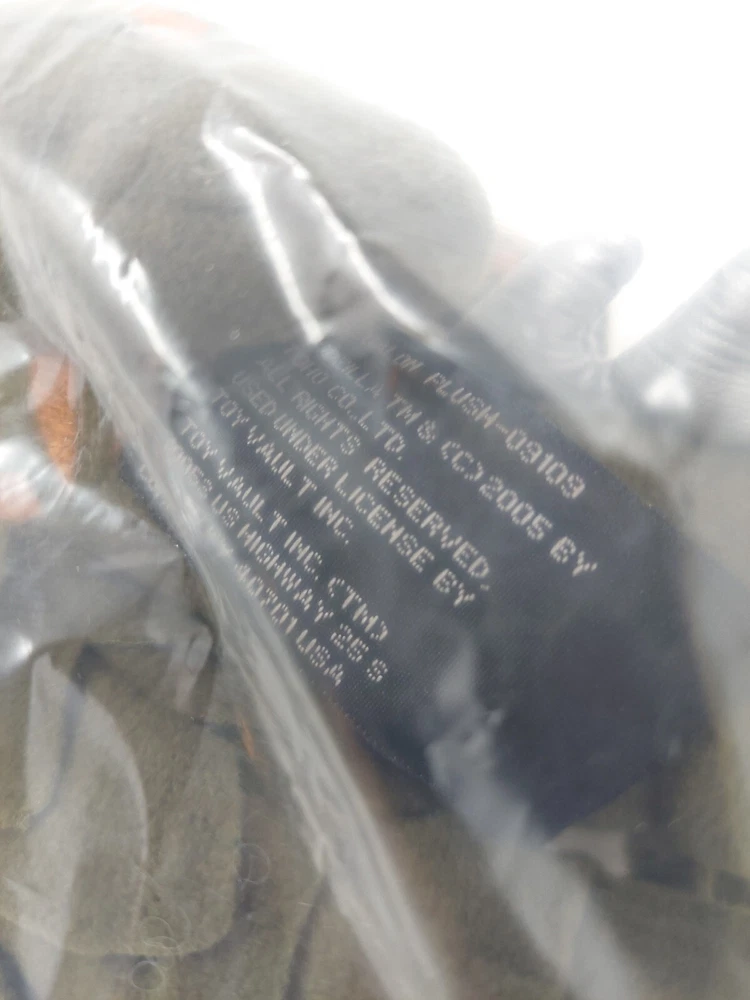 PLUSH-09109
TM & (C) 2005 BY
CO., LTD.
ALL RIGHTS RESERVED.
USED UNDER LICENSE BY
TOY VAULT INC.
TOY VAULT INC. (TM)
US HIGHWAY 25 S
40701 USA